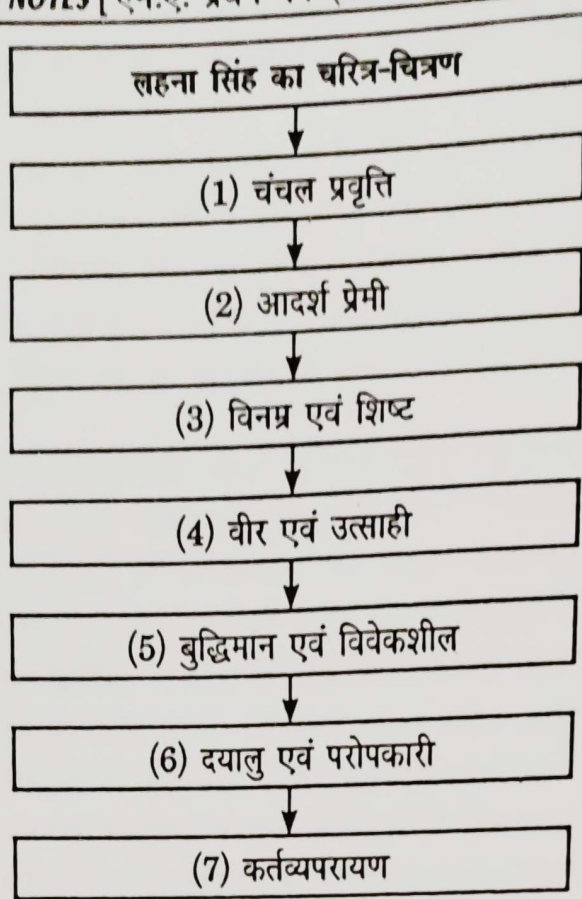 NOTES [
लहना सिंह का चरित्र-चित्रण
(1) चंचल प्रवृत्ति
(2) आदर्श प्रेमी
(3) विनम्र एवं शिष्ट
(4) वीर एवं उत्साही
(5) बुद्धिमान एवं विवेकशील
(6) दयालु एवं परोपकारी
(7) कर्तव्यपरायण